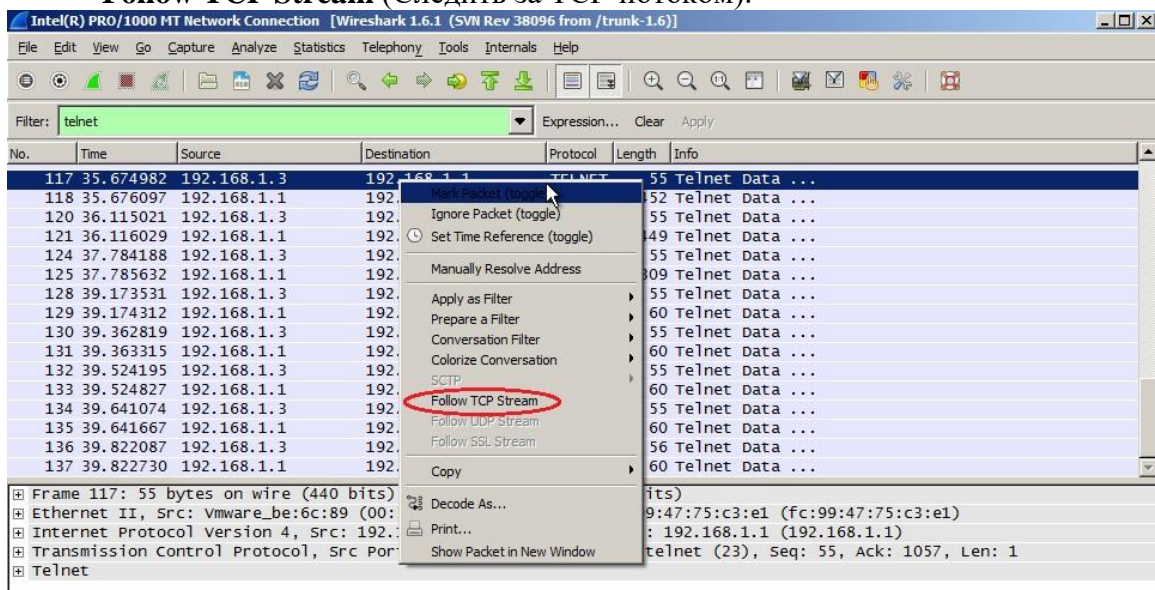 Follow TCP Stream (Следить за TCP-потоком).
Intel(R) PRO/1000 MT Network Connection [Wireshark 1.6.1 (SVN Rev 38096 from /trunk-1.6)]
File Edit View Go Capture Analyze Statistics Telephony Tools Internals Help
Filter: telnet Expression... Clear Apply
No. Time Source Destination Protocol Length Info
117 35.674982 192.168.1.3 192.168.1.1 TELNET 55 Telnet Data ...
118 35.676097 192.168.1.1 192. 52 Telnet Data ...
120 36.115021 192.168.1.3 192. 55 Telnet Data ...
121 36.116029 192.168.1.1 192. 49 Telnet Data ...
124 37.784188 192.168.1.3 192. 55 Telnet Data ...
125 37.785632 192.168.1.1 192. 09 Telnet Data ...
128 39.173531 192.168.1.3 192. 55 Telnet Data ...
129 39.174312 192.168.1.1 192. 60 Telnet Data ...
130 39.362819 192.168.1.3 192. 55 Telnet Data ...
131 39.363315 192.168.1.1 192. 60 Telnet Data ...
132 39.524195 192.168.1.3 192. 55 Telnet Data ...
133 39.524827 192.168.1.1 192. 60 Telnet Data ...
134 39.641074 192.168.1.3 192. 55 Telnet Data ...
135 39.641667 192.168.1.1 192. 60 Telnet Data ...
136 39.822087 192.168.1.3 192. 56 Telnet Data ...
137 39.822730 192.168.1.1 192. 60 Telnet Data ...
Mark Packet (toggle)
Ignore Packet (toggle)
Set Time Reference (toggle)
Manually Resolve Address
Apply as Filter
Prepare a Filter
Conversation Filter
Colorize Conversation
SCTP
Follow TCP Stream
Follow UDP Stream
Follow SSL Stream
Copy
Decode As...
Print...
Show Packet in New Window
Frame 117: 55 bytes on wire (440 bits) its)
Ethernet II, Src: Vmware_be:6c:89 (00: 9:47:75:c3:e1 (fc:99:47:75:c3:e1)
Internet Protocol Version 4, Src: 192. : 192.168.1.1 (192.168.1.1)
Transmission Control Protocol, Src Por telnet (23), Seq: 55, Ack: 1057, Len: 1
Telnet